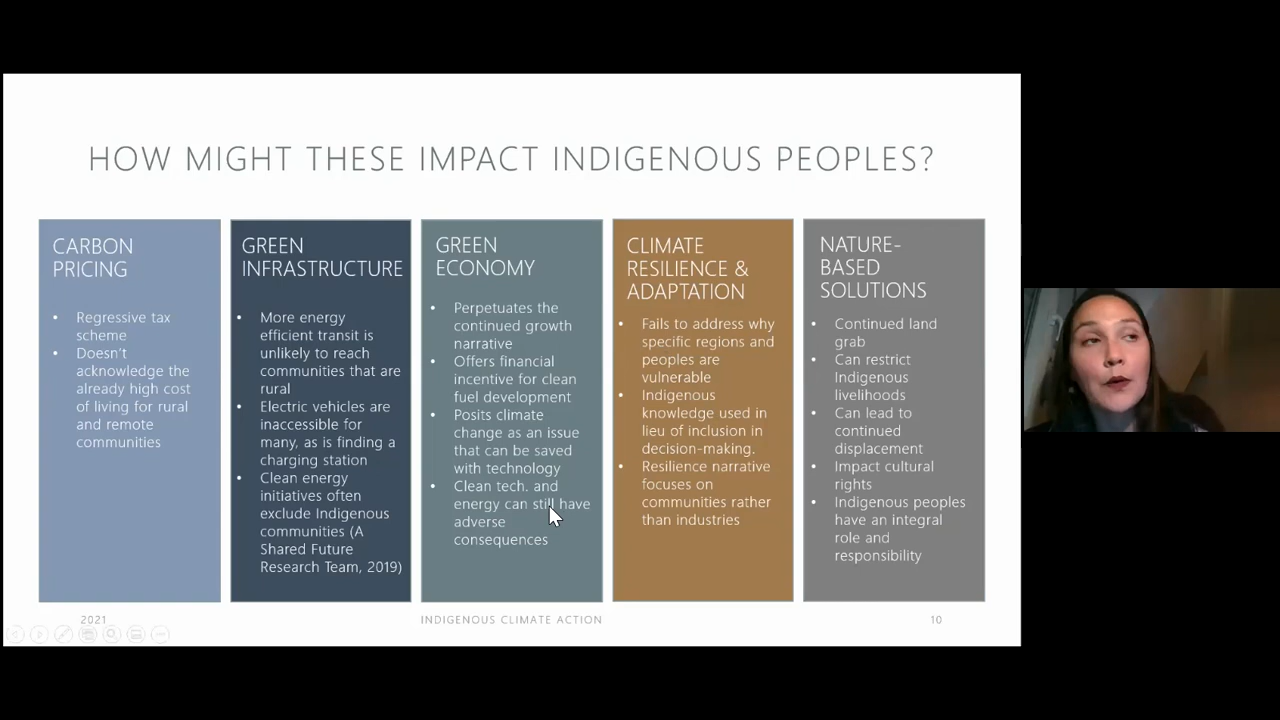 HOW MIGHT THESE IMPACT INDIGENOUS PEOPLES?
CARBON
PRICING
• Regressive tax
scheme
• Doesn't
acknowledge the
already high cost
of living for rural
and remote
communities
GREEN
INFRASTRUCTURE
• More energy
efficient transit is
unlikely to reach
communities that are
rural
• Electric vehicles are
inaccessible for
many, as is finding a
charging station
• Clean energy
initiatives often
exclude Indigenous
communities (A
Shared Future
Research Team, 2019)
GREEN
ECONOMY
• Perpetuates the
continued growth
narrative
• Offers financial
incentive for clean
fuel development
• Posits climate
change as an issue
that can be saved
with technology
• Clean tech. and
energy can still have
adverse
consequences
CLIMATE
RESILIENCE &
ADAPTATION
• Fails to address why
specific regions and
peoples are
vulnerable
• Indigenous
knowledge used in
lieu of inclusion in
decision-making.
• Resilience narrative
focuses on
communities rather
than industries
NATURE-
BASED
SOLUTIONS
• Continued land
grab
• Can restrict
Indigenous
livelihoods
• Can lead to
continued
displacement
• Impact cultural
rights
• Indigenous peoples
have an integral
role and
responsibility
2021
INDIGENOUS CLIMATE ACTION
10